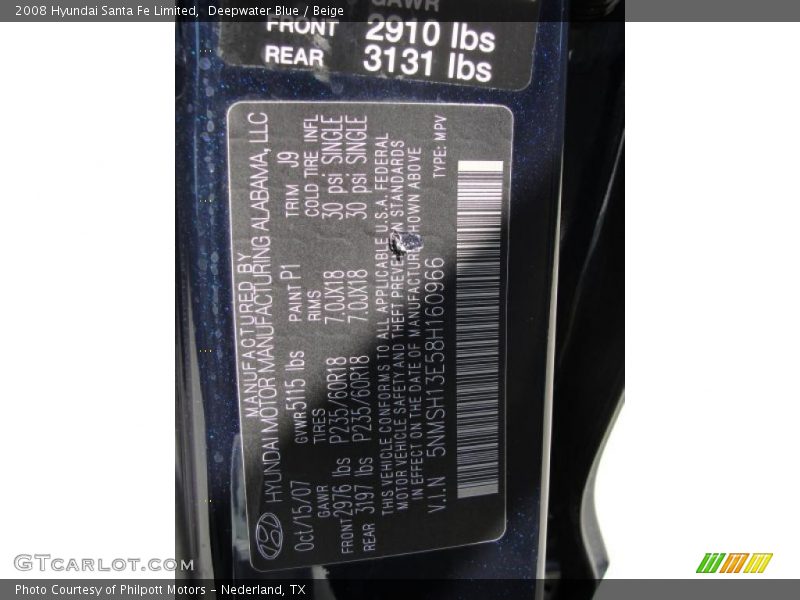 2008 Hyundai Santa Fe Limited, Deepwater Blue / Beige
GAWR
FRONT 2910 lbs
REAR 3131 lbs
MANUFACTURED BY
HYUNDAI MOTOR MANUFACTURING ALABAMA, LLC
Oct/15/07 GVWR 5115 lbs PAINT P1 TRIM J9
GAWR TIRES RIMS COLD TIRE INFL
FRONT 2976 lbs P235/60R18 7.0JX18 30 psi SINGLE
REAR 3197 lbs P235/60R18 7.0JX18 30 psi SINGLE
THIS VEHICLE CONFORMS TO ALL APPLICABLE U.S.A. FEDERAL
MOTOR VEHICLE SAFETY AND THEFT PREVE N STANDARDS
IN EFFECT ON THE DATE OF MANUFACTURE HOWN ABOVE
V.I.N 5NMSH13E58H160966 TYPE: MPV
GTCarlot.com
Photo Courtesy of Philpott Motors – Nederland, TX